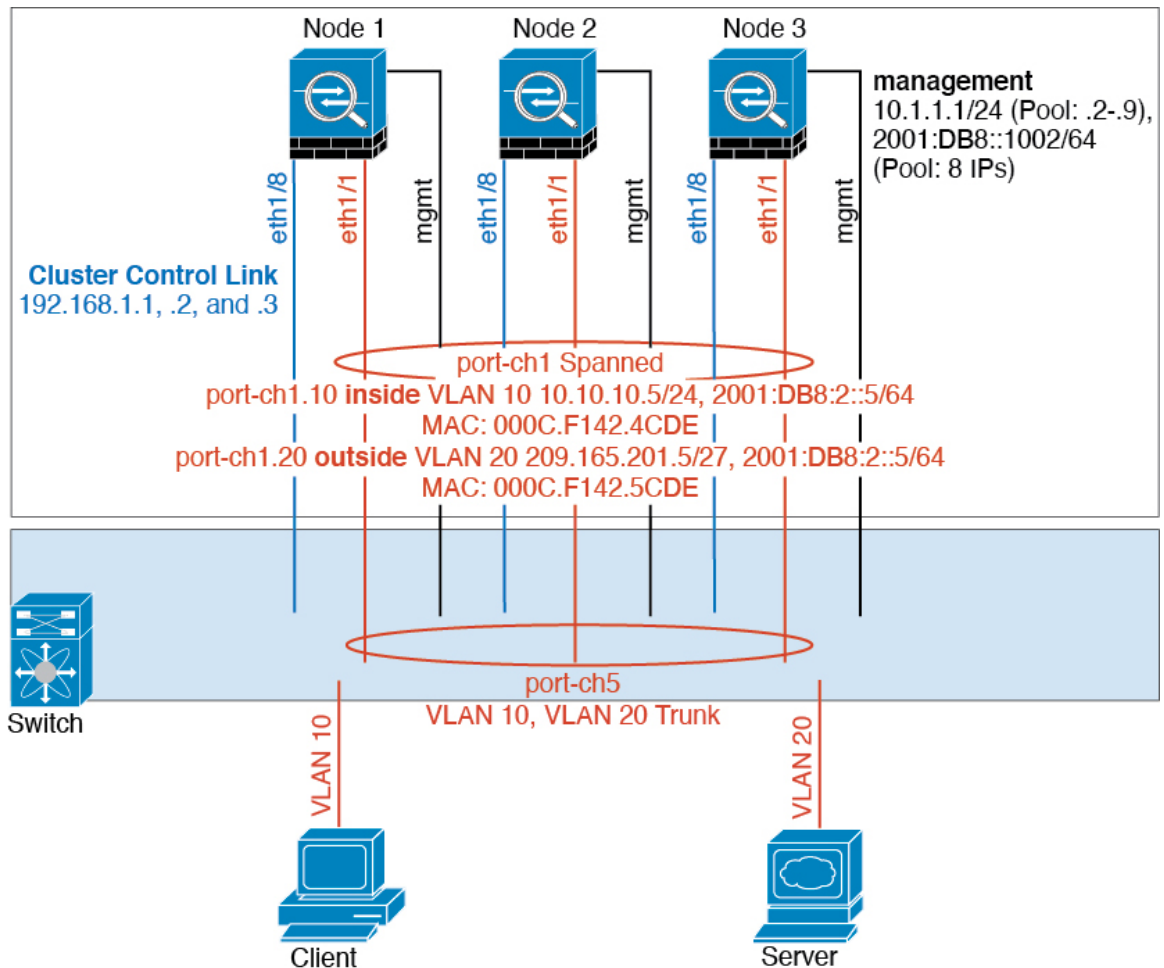 Node 1
Node 2
Node 3
management
10.1.1.1/24 (Pool: .2-.9),
2001:DB8::1002/64
(Pool: 8 IPs)
eth1/8
eth1/1
mgmt
eth1/8
eth1/1
mgmt
eth1/8
eth1/1
mgmt
Cluster Control Link
192.168.1.1, .2, and .3
port-ch1 Spanned
port-ch1.10 inside VLAN 10 10.10.10.5/24, 2001:DB8:2::5/64
MAC: 000C.F142.4CDE
port-ch1.20 outside VLAN 20 209.165.201.5/27, 2001:DB8:2::5/64
MAC: 000C.F142.5CDE
port-ch5
Switch
VLAN 10, VLAN 20 Trunk
VLAN 10
VLAN 20
Client
Server